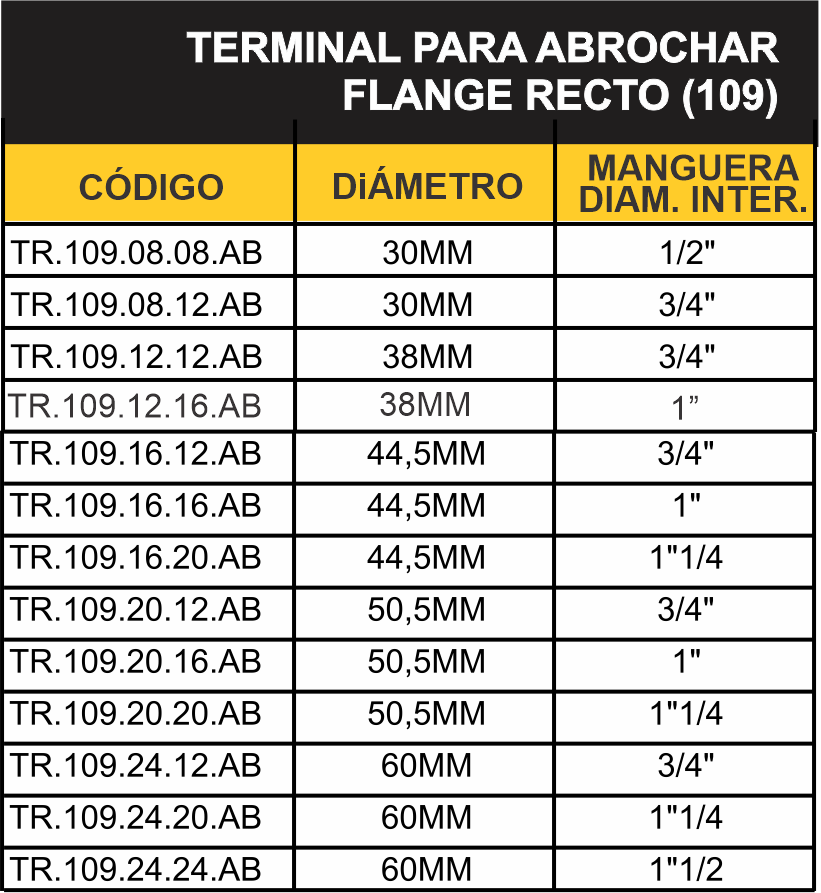 TERMINAL PARA ABROCHAR
FLANGE RECTO (109)
CÓDIGO DiÁMETRO MANGUERA
DIAM. INTER.
TR.109.08.08.AB 30MM 1/2"
TR.109.08.12.AB 30MM 3/4"
TR.109.12.12.AB 38MM 3/4"
TR.109.12.16.AB 38MM 1”
TR.109.16.12.AB 44,5MM 3/4"
TR.109.16.16.AB 44,5MM 1"
TR.109.16.20.AB 44,5MM 1"1/4
TR.109.20.12.AB 50,5MM 3/4"
TR.109.20.16.AB 50,5MM 1"
TR.109.20.20.AB 50,5MM 1"1/4
TR.109.24.12.AB 60MM 3/4"
TR.109.24.20.AB 60MM 1"1/4
TR.109.24.24.AB 60MM 1"1/2